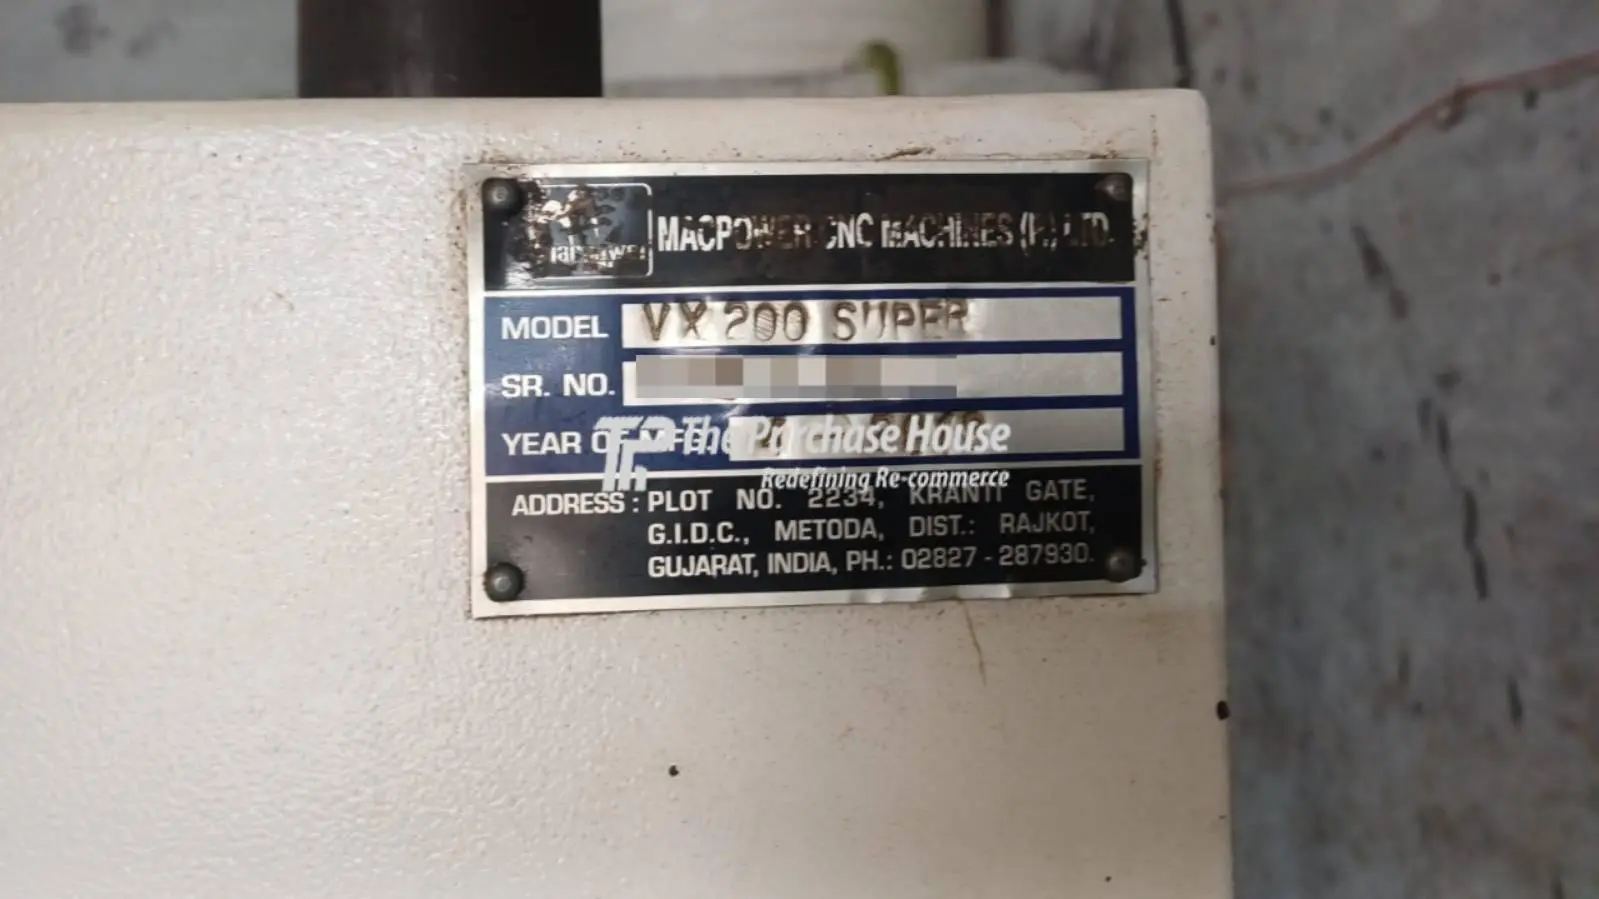 MACPOWER CNC MACHINES (P.) LTD.
MODEL VX 200 SUPER
SR. NO.
YEAR OF MFG.
The Purchase House
Redefining Re-commerce
ADDRESS : PLOT NO. 2234, KRANTI GATE,
G.I.D.C., METODA, DIST.: RAJKOT,
GUJARAT, INDIA, PH.: 02827 - 287930.